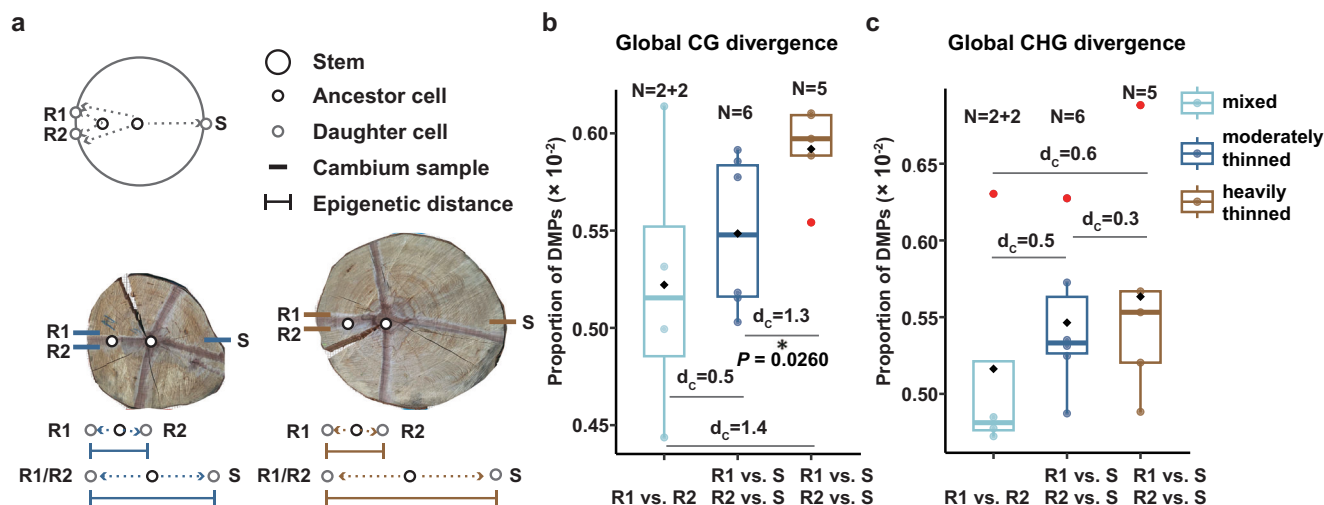 a
R1
R2
S
Stem
Ancestor cell
Daughter cell
Cambium sample
Epigenetic distance
R1
R2
S
R1
R2
S
R1
R2
R1/R2
S
R1
R2
R1/R2
S
b
Global CG divergence
Proportion of DMPs (× 10⁻²)
0.60
0.55
0.50
0.45
N=2+2
N=6
N=5
d_C=1.3
*
P = 0.0260
d_C=0.5
d_C=1.4
R1 vs. R2
R1 vs. S
R2 vs. S
R1 vs. S
R2 vs. S
c
Global CHG divergence
Proportion of DMPs (× 10⁻²)
0.65
0.60
0.55
0.50
N=2+2
N=6
N=5
d_C=0.6
d_C=0.3
d_C=0.5
R1 vs. R2
R1 vs. S
R2 vs. S
R1 vs. S
R2 vs. S
mixed
moderately
thinned
heavily
thinned